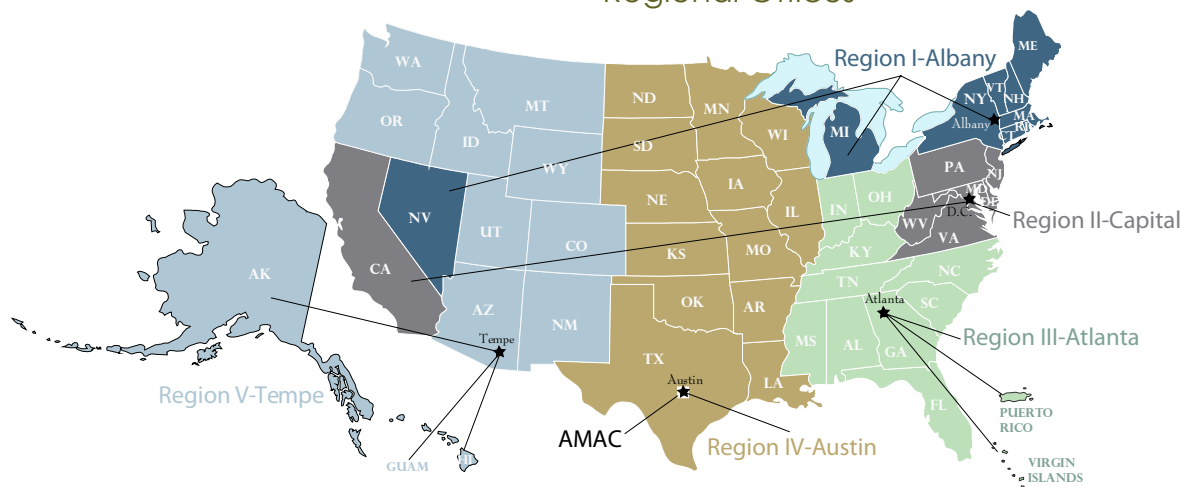 Regional Offices
Region I-Albany
ME
WA
VT
NH
NY
Albany
MA
RI
CT
MT
ND
MN
OR
ID
SD
WI
MI
WY
PA
NJ
IA
NE
MD
DE
D.C.
OH
IN
IL
NV
UT
CO
WV
VA
Region II-Capital
KS
MO
KY
CA
AK
NC
TN
OK
AR
AZ
NM
Atlanta
SC
Tempe
MS
AL
GA
Region III-Atlanta
TX
Austin
LA
Region V-Tempe
FL
PUERTO
RICO
AMAC
Region IV-Austin
GUAM
HI
VIRGIN
ISLANDS